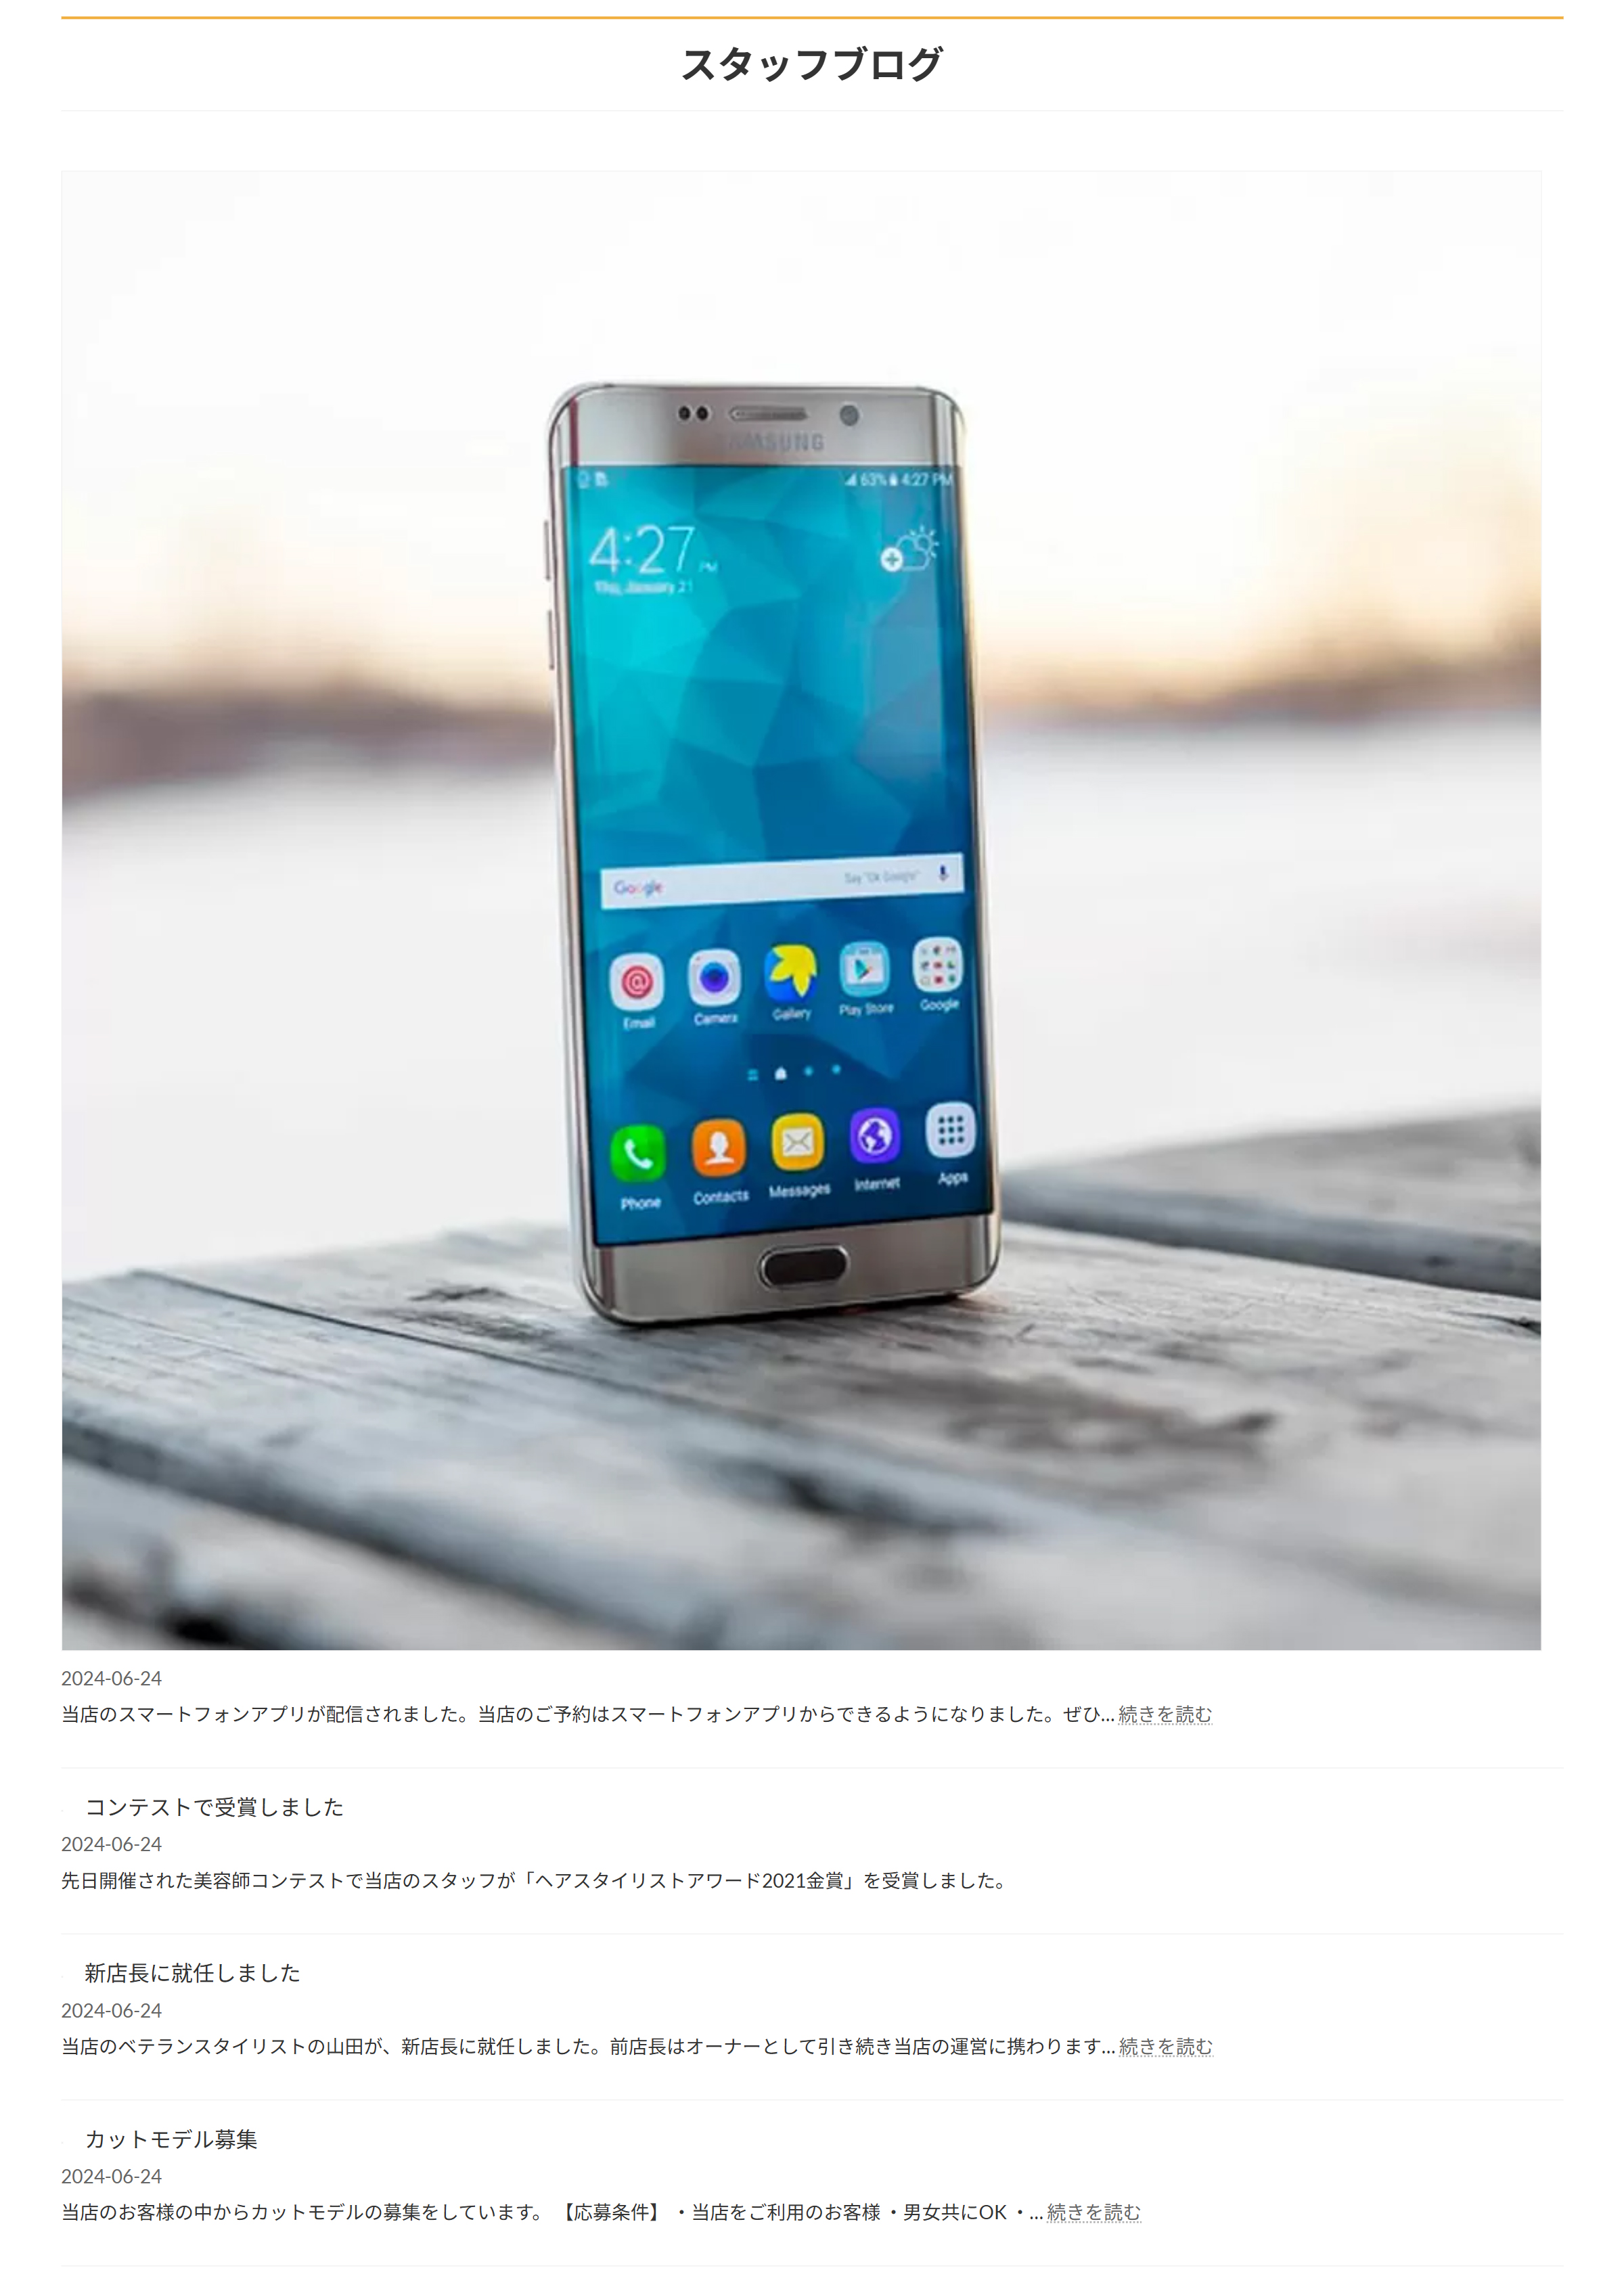 スタッフブログ
SAMSUNG
63% 4:27 PM
4:27 PM
Thu, January 21
Google Say "Ok Google"
Email Camera Gallery Play Store Google
Phone Contacts Messages Internet Apps
2024-06-24
当店のスマートフォンアプリが配信されました。当店のご予約はスマートフォンアプリからできるようになりました。ぜひ... 続きを読む
コンテストで受賞しました
2024-06-24
先日開催された美容師コンテストで当店のスタッフが「ヘアスタイリストアワード2021金賞」を受賞しました。
新店長に就任しました
2024-06-24
当店のベテランスタイリストの山田が、新店長に就任しました。前店長はオーナーとして引き続き当店の運営に携わります... 続きを読む
カットモデル募集
2024-06-24
当店のお客様の中からカットモデルの募集をしています。 【応募条件】 ・当店をご利用のお客様 ・男女共にOK ・... 続きを読む